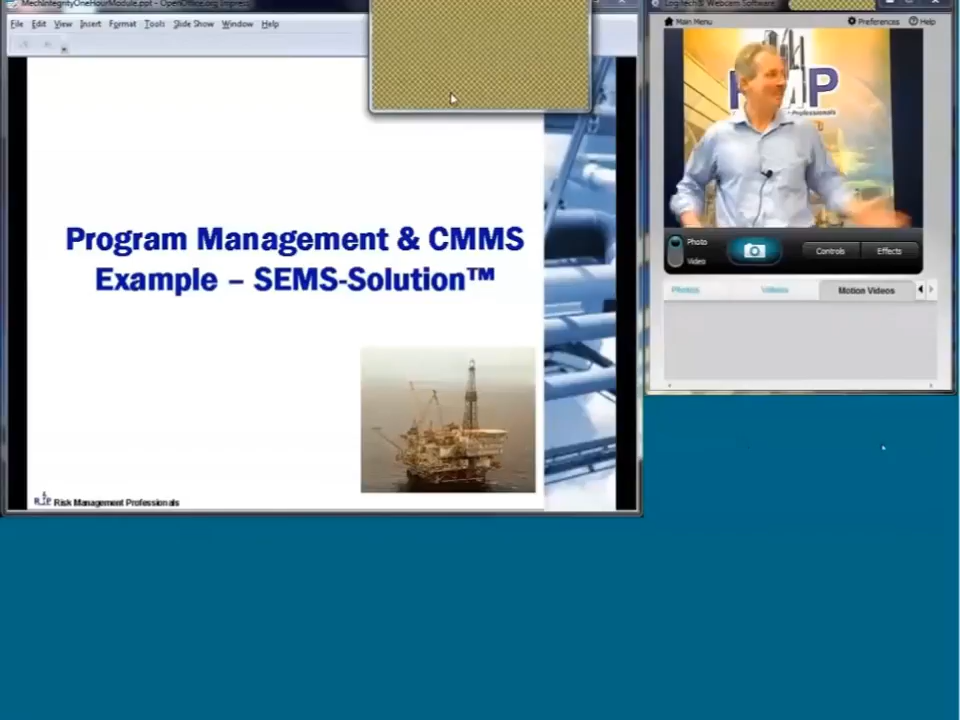 MechIntegrityOneHourModule.ppt - OpenOffice.org Impress
File Edit View Insert Format Tools Slide Show Window Help
Program Management & CMMS
Example – SEMS-Solution™
RMP Risk Management Professionals
Logitech® Webcam Software
Main Menu
Preferences
Help
Professionals
Photo
Video
Controls
Effects
Photos
Videos
Motion Videos